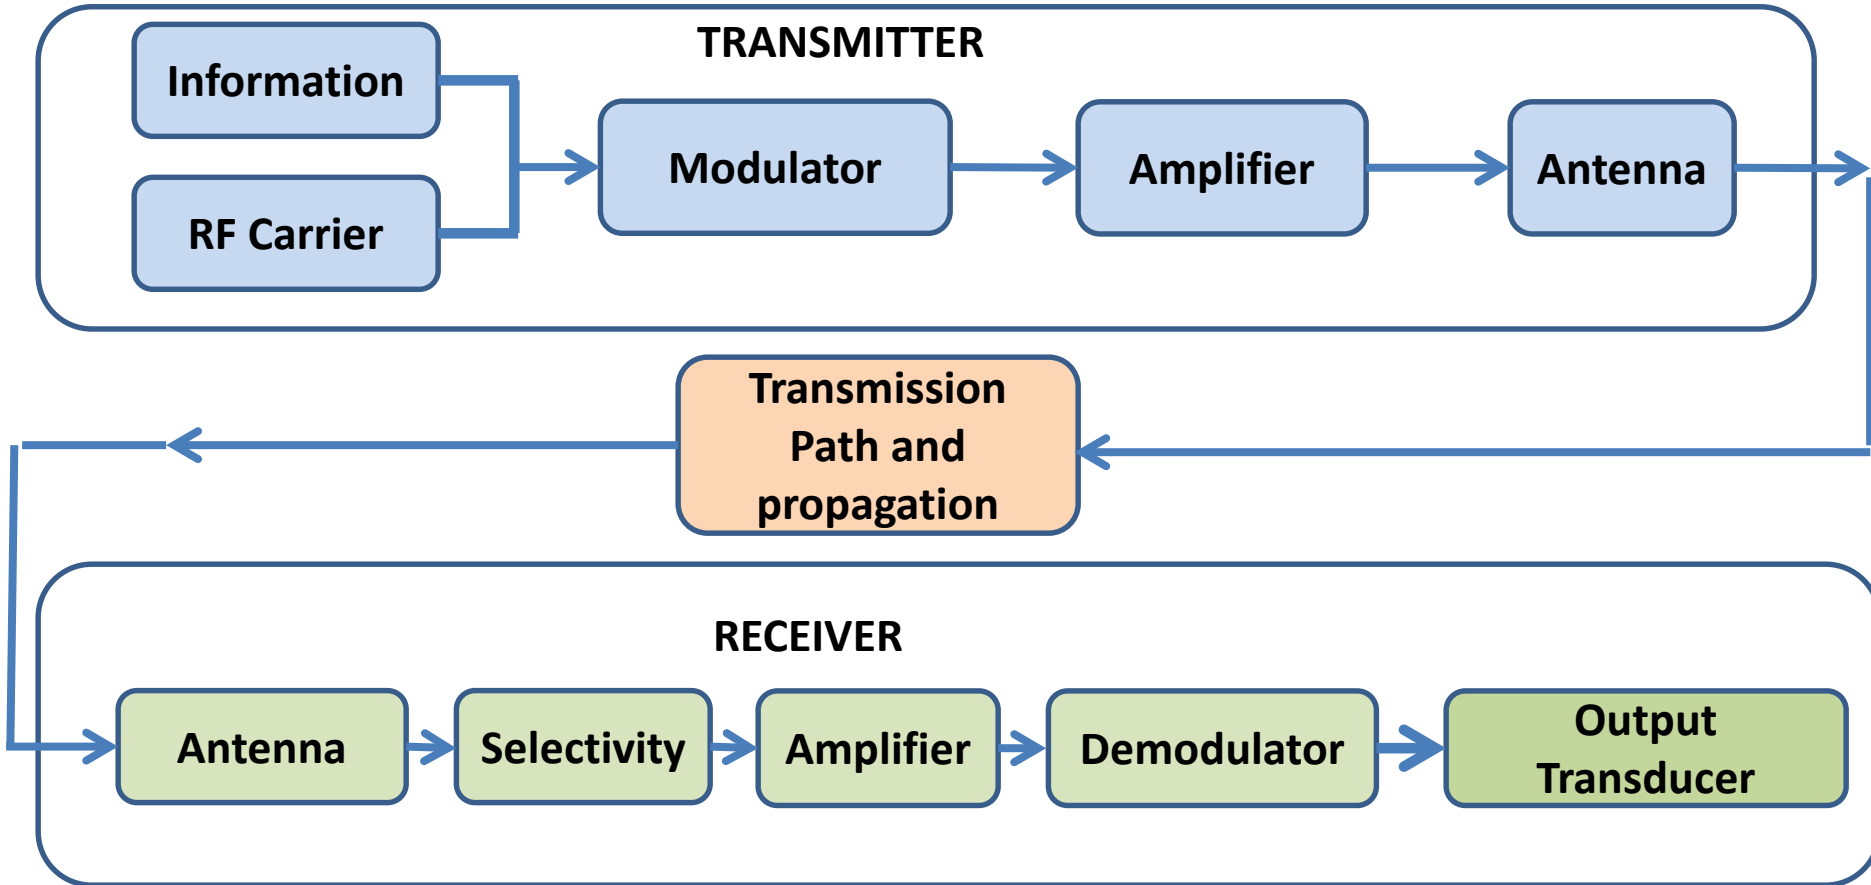 TRANSMITTER
Information
RF Carrier
Modulator
Amplifier
Antenna
Transmission
Path and
propagation
RECEIVER
Antenna
Selectivity
Amplifier
Demodulator
Output
Transducer